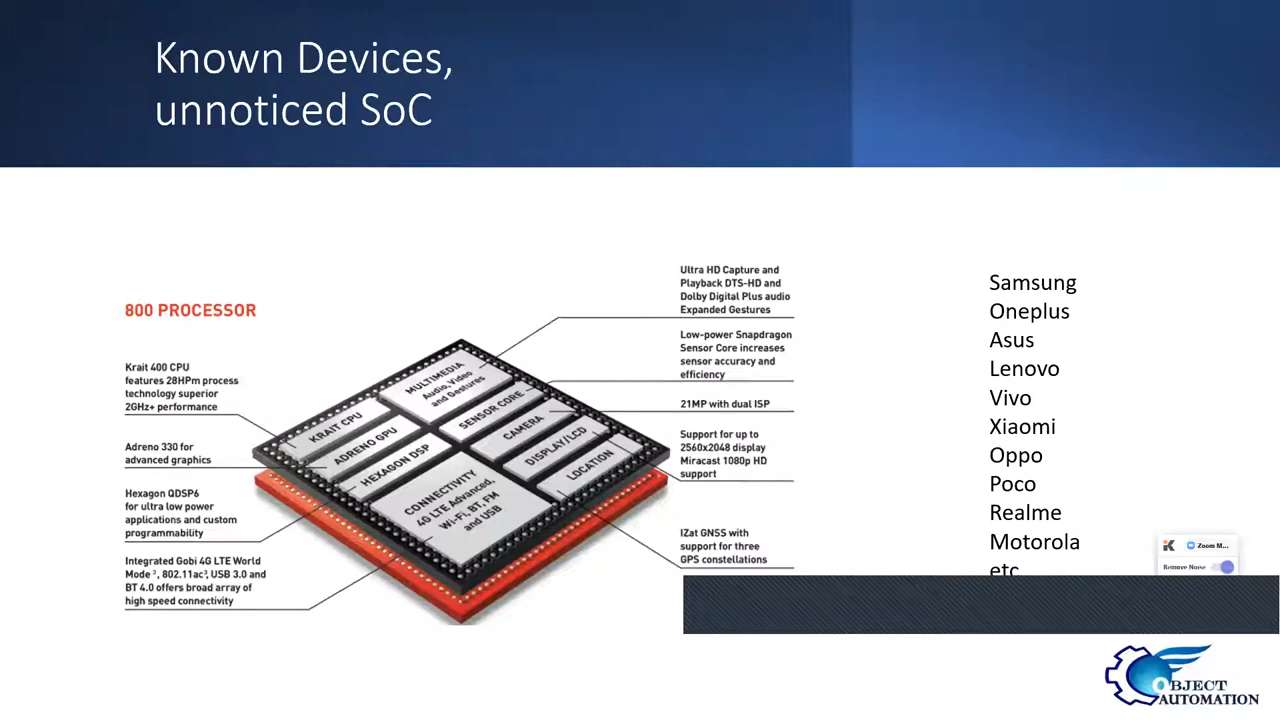 Known Devices,
unnoticed SoC
800 PROCESSOR
Krait 400 CPU
features 28HPm process
technology superior
2GHz+ performance
Adreno 330 for
advanced graphics
Hexagon QDSP6
for ultra low power
applications and custom
programmability
Integrated Gobi 4G LTE World
Mode ², 802.11ac³, USB 3.0 and
BT 4.0 offers broad array of
high speed connectivity
MULTIMEDIA
Audio, Video
and Gestures
KRAIT CPU
SENSOR CORE
ADRENO GPU
CAMERA
HEXAGON DSP
DISPLAY/LCD
CONNECTIVITY
4G LTE Advanced,
Wi-Fi, BT, FM
and USB
LOCATION
Ultra HD Capture and
Playback DTS-HD and
Dolby Digital Plus audio
Expanded Gestures
Low-power Snapdragon
Sensor Core increases
sensor accuracy and
efficiency
21MP with dual ISP
Support for up to
2560x2048 display
Miracast 1080p HD
support
IZat GNSS with
support for three
GPS constellations
Samsung
Oneplus
Asus
Lenovo
Vivo
Xiaomi
Oppo
Poco
Realme
Motorola
etc
Zoom M...
Remove Noise
OBJECT
AUTOMATION